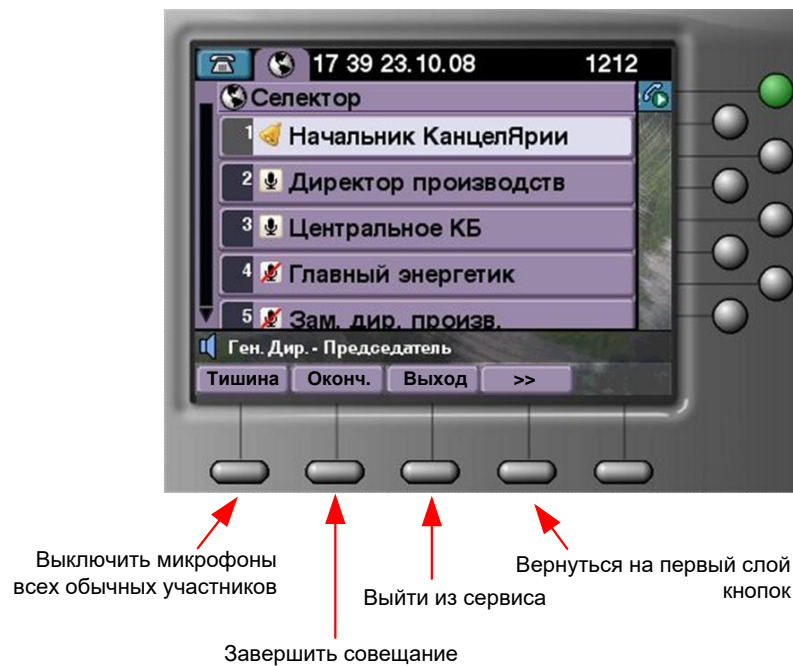 17 39 23.10.08 1212
Селектор
1 Начальник КанцелЯрии
2 Директор производств
3 Центральное КБ
4 Главный энергетик
5 Зам. дир. произв.
Ген. Дир. - Председатель
Тишина Оконч. Выход >>
Выключить микрофоны
всех обычных участников
Вернуться на первый слой
кнопок
Выйти из сервиса
Завершить совещание